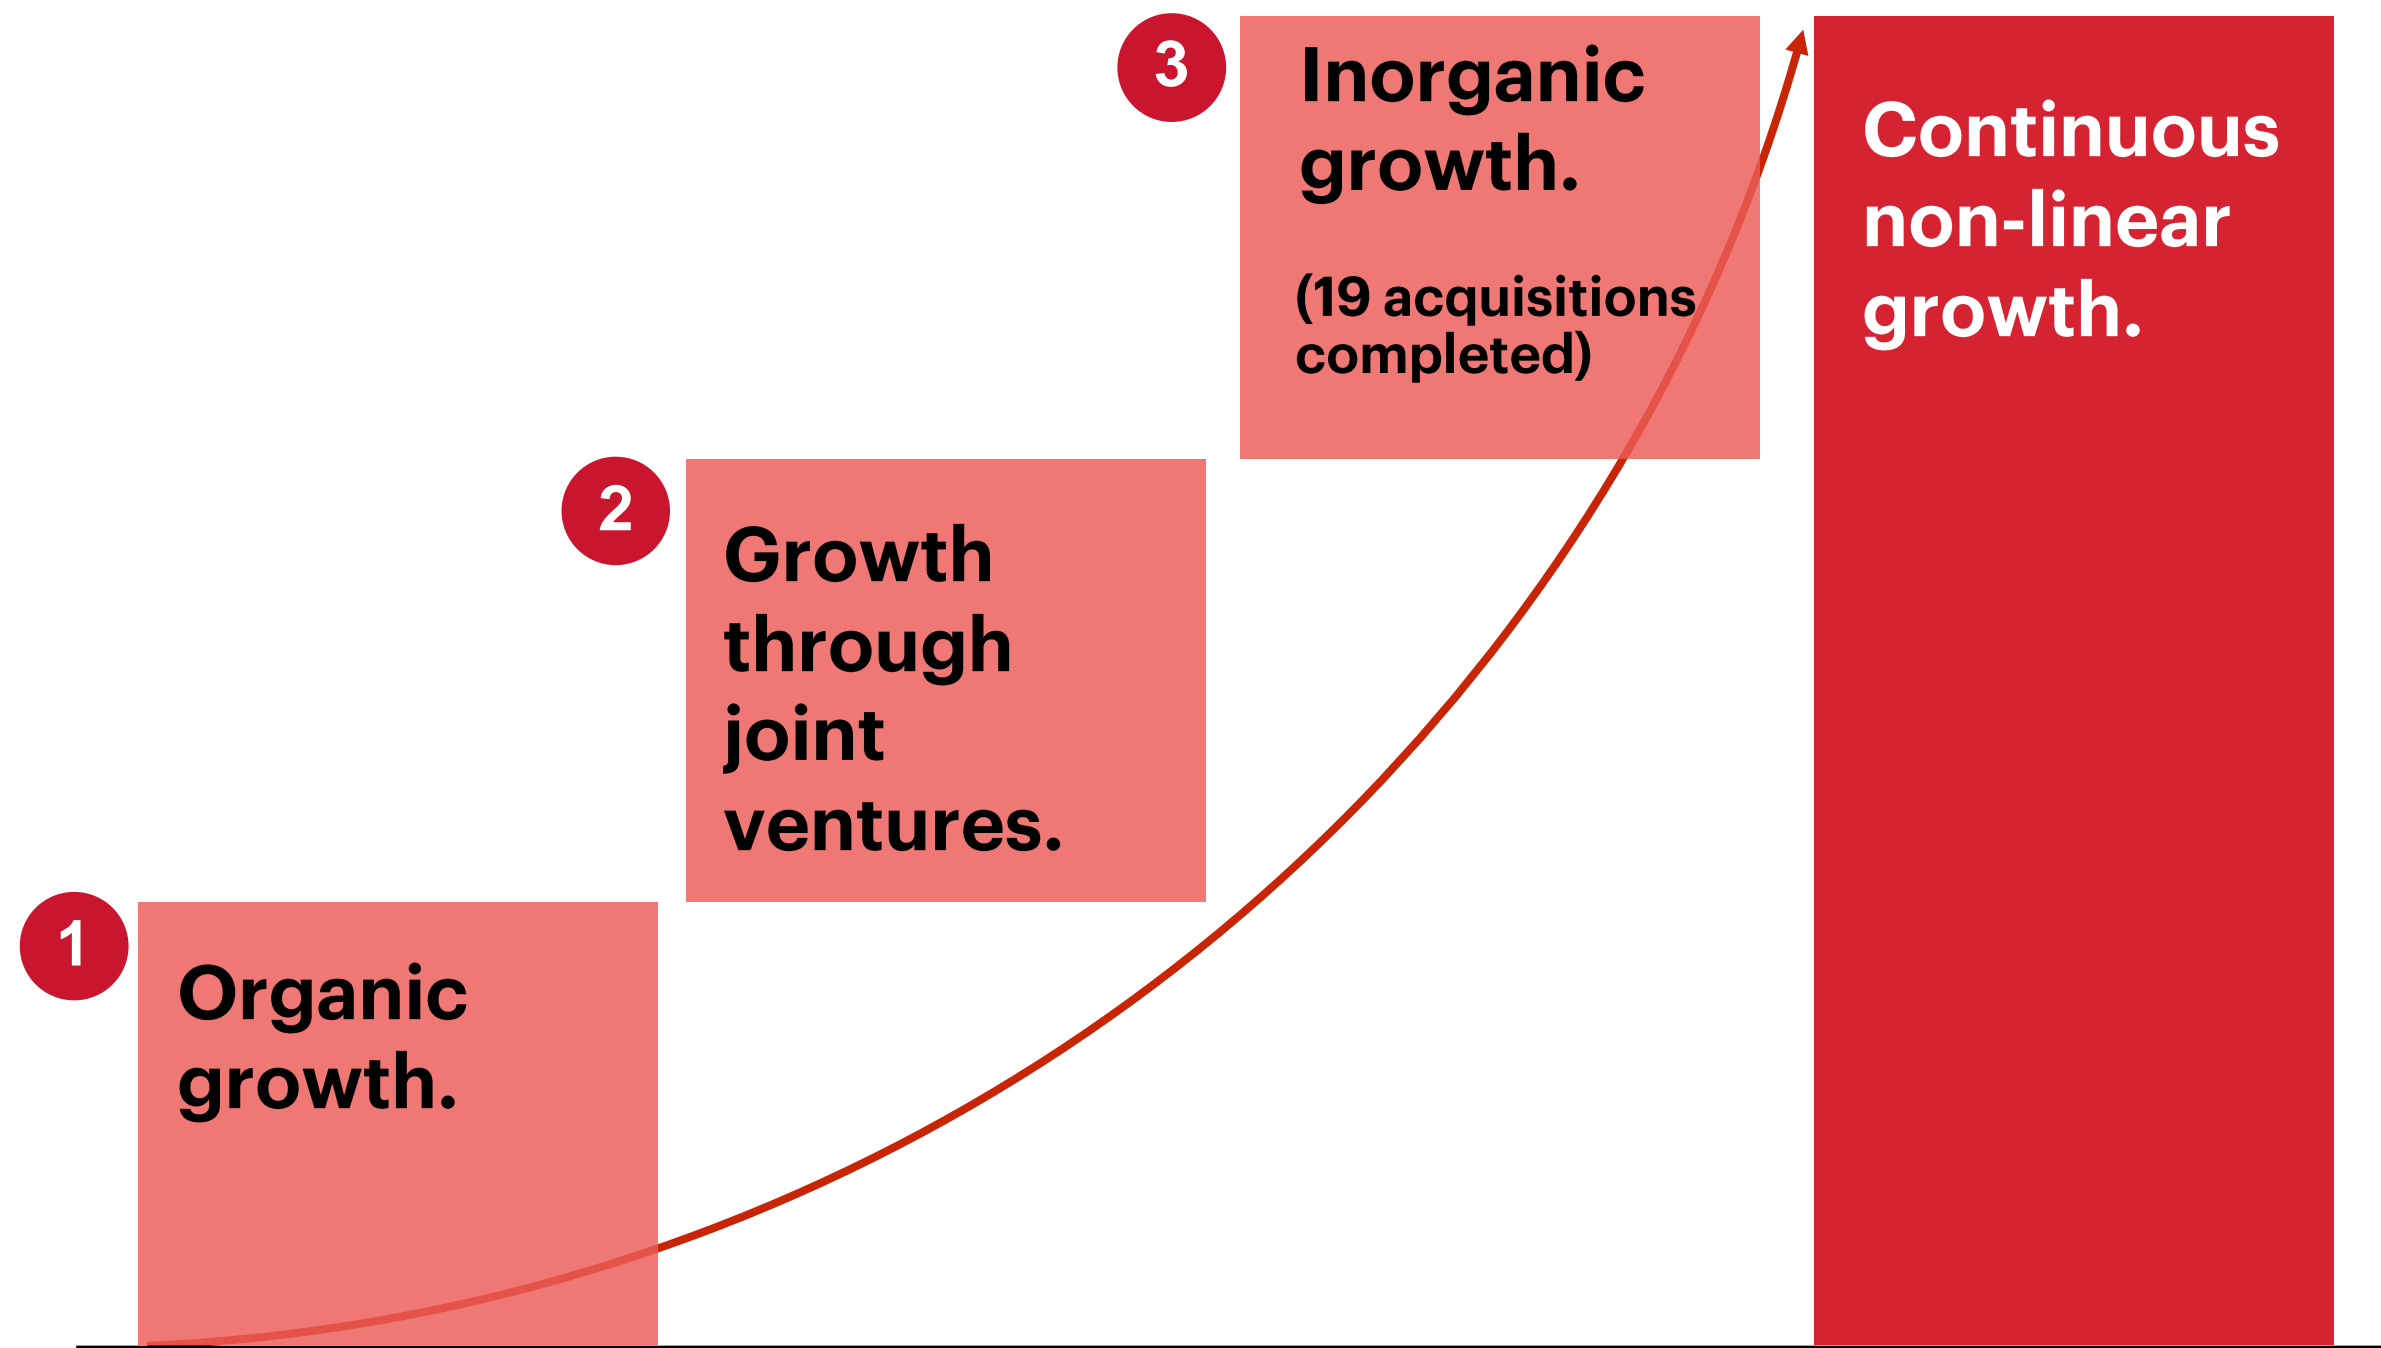 1
Organic
growth.
2
Growth
through
joint
ventures.
3
Inorganic
growth.
(19 acquisitions
completed)
Continuous
non-linear
growth.